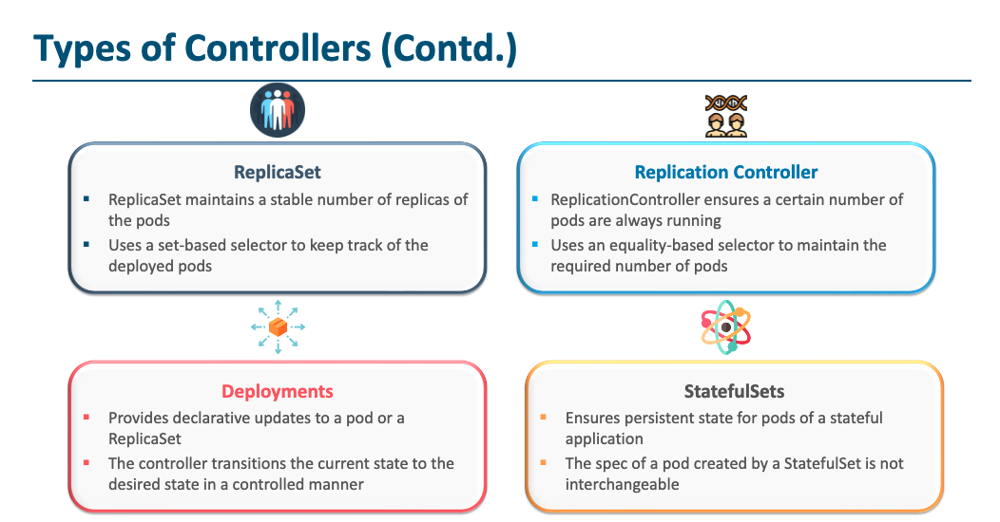 Types of Controllers (Contd.)
ReplicaSet
▪ ReplicaSet maintains a stable number of replicas of
the pods
▪ Uses a set-based selector to keep track of the
deployed pods
Replication Controller
▪ ReplicationController ensures a certain number of
pods are always running
▪ Uses an equality-based selector to maintain the
required number of pods
Deployments
▪ Provides declarative updates to a pod or a
ReplicaSet
▪ The controller transitions the current state to the
desired state in a controlled manner
StatefulSets
▪ Ensures persistent state for pods of a stateful
application
▪ The spec of a pod created by a StatefulSet is not
interchangeable